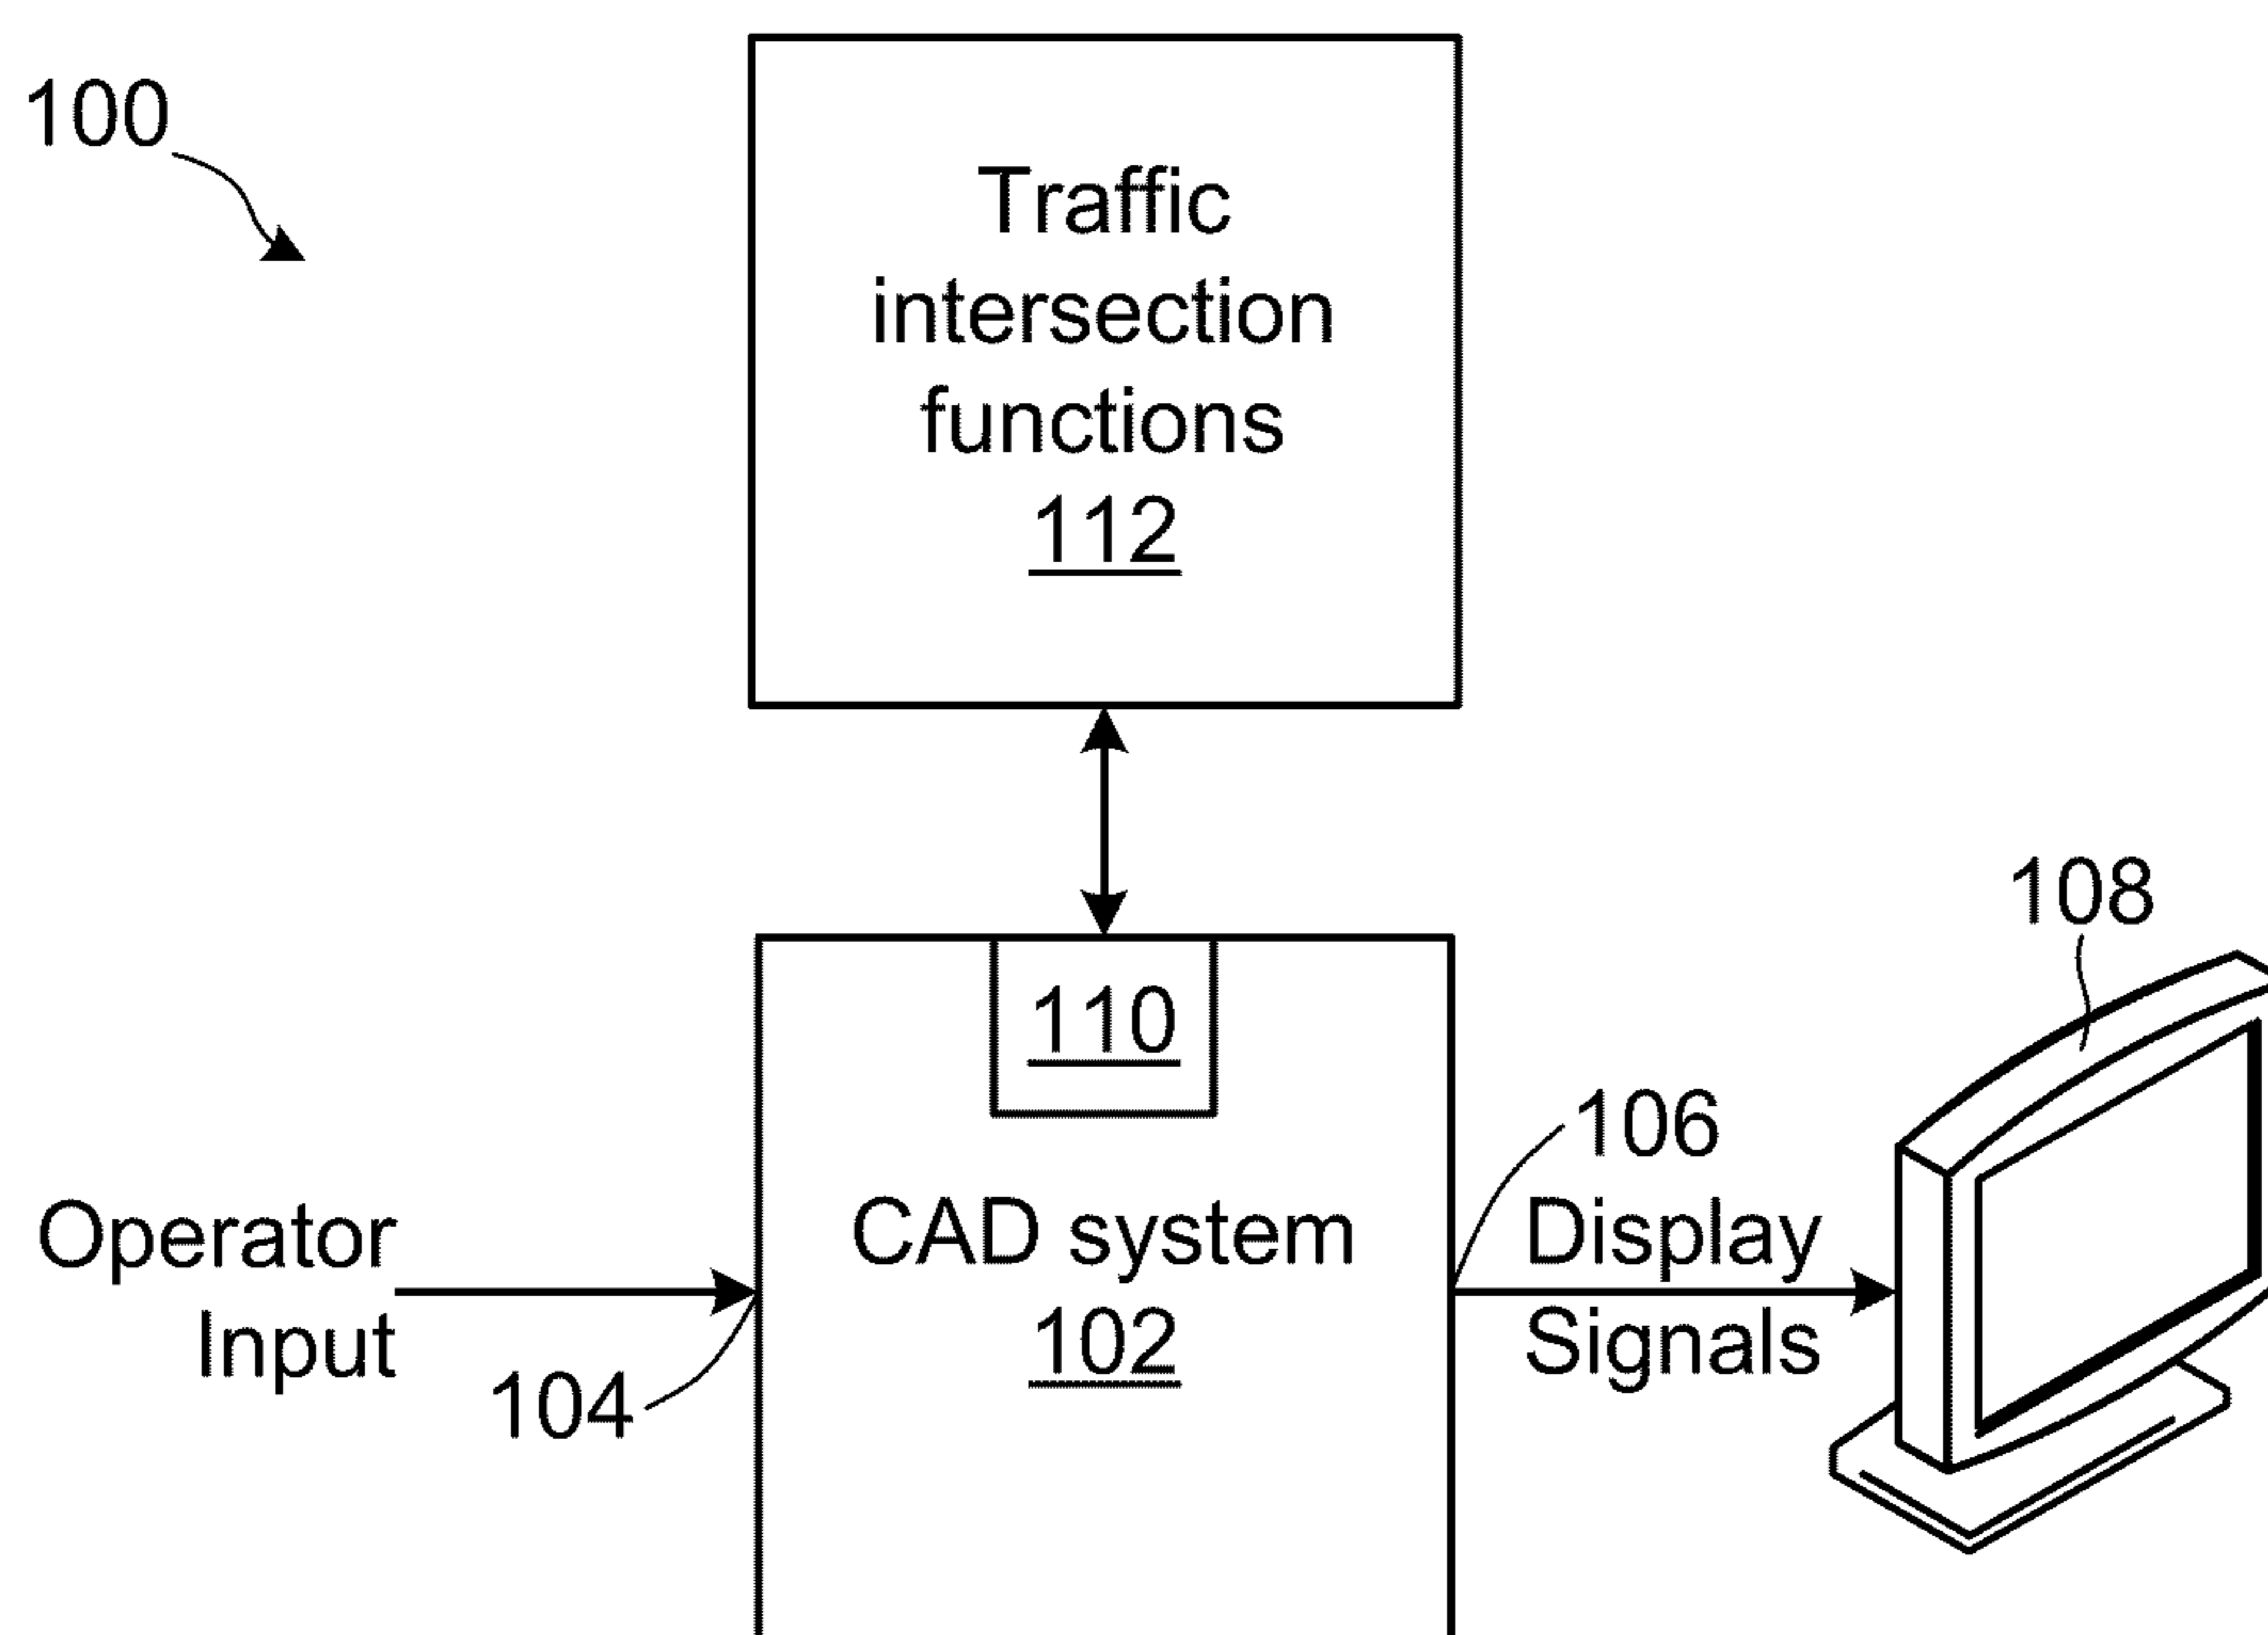 100
Traffic
intersection
functions
112
108
110
106
Operator
Input
104
CAD system
102
Display
Signals